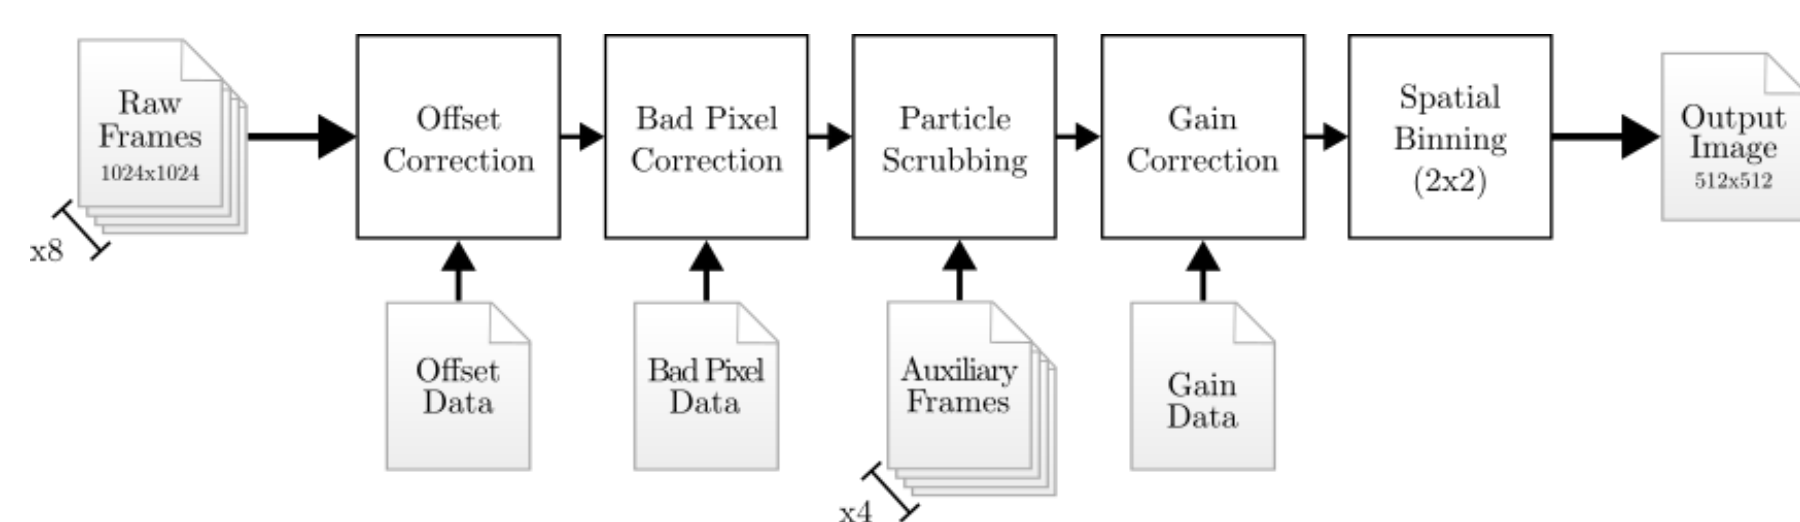 Raw
Frames
1024x1024
x8
Offset
Correction
Bad Pixel
Correction
Particle
Scrubbing
Gain
Correction
Spatial
Binning
(2x2)
Output
Image
512x512
Offset
Data
Bad Pixel
Data
Auxiliary
Frames
x4
Gain
Data